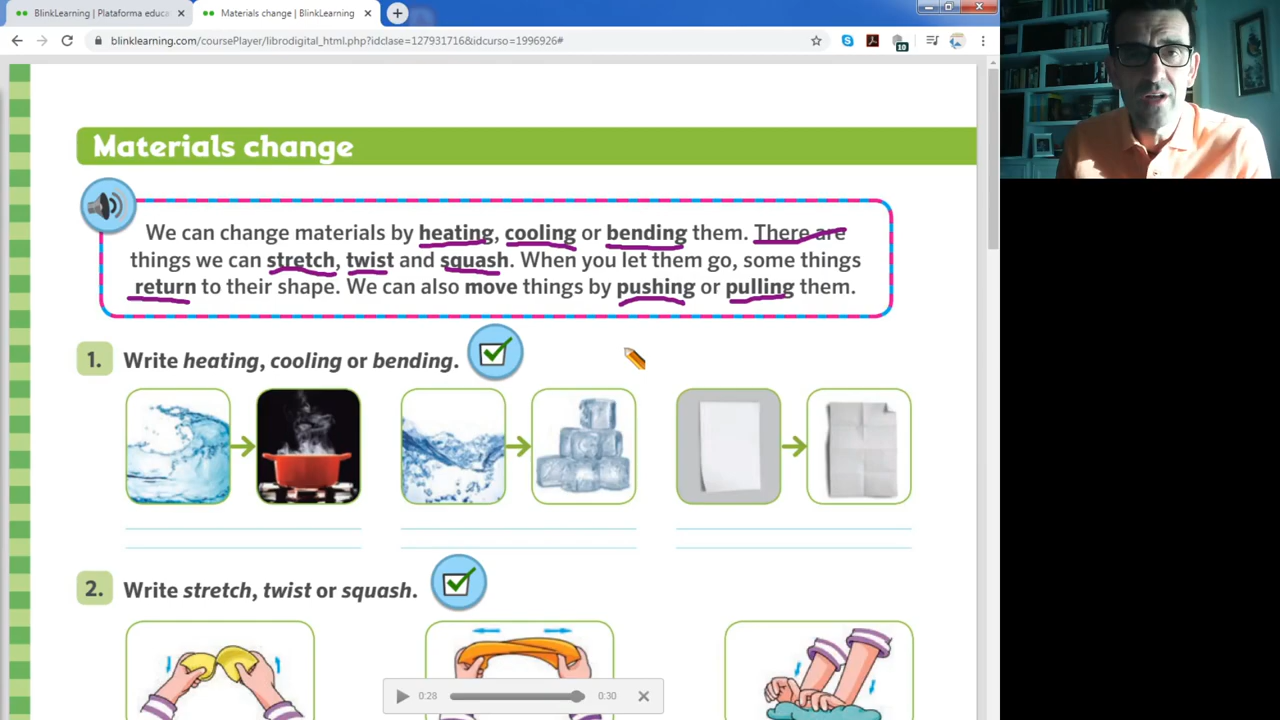 BlinkLearning | Plataforma educa
Materials change | BlinkLearning
blinklearning.com/coursePlayer/librodigital_html.php?idclase=127931716&idcurso=1996926#
10
Materials change
We can change materials by heating, cooling or bending them. There are
things we can stretch, twist and squash. When you let them go, some things
return to their shape. We can also move things by pushing or pulling them.
1. Write heating, cooling or bending.
2. Write stretch, twist or squash.
0:28 0:30